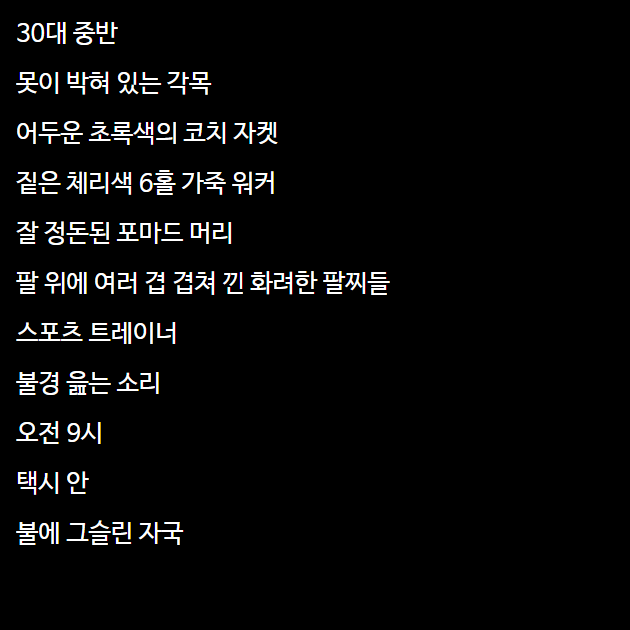 30대 중반
못이 박혀 있는 각목
어두운 초록색의 코치 자켓
짙은 체리색 6홀 가죽 워커
잘 정돈된 포마드 머리
팔 위에 여러 겹 겹쳐 낀 화려한 팔찌들
스포츠 트레이너
불경 읊는 소리
오전 9시
택시 안
불에 그슬린 자국